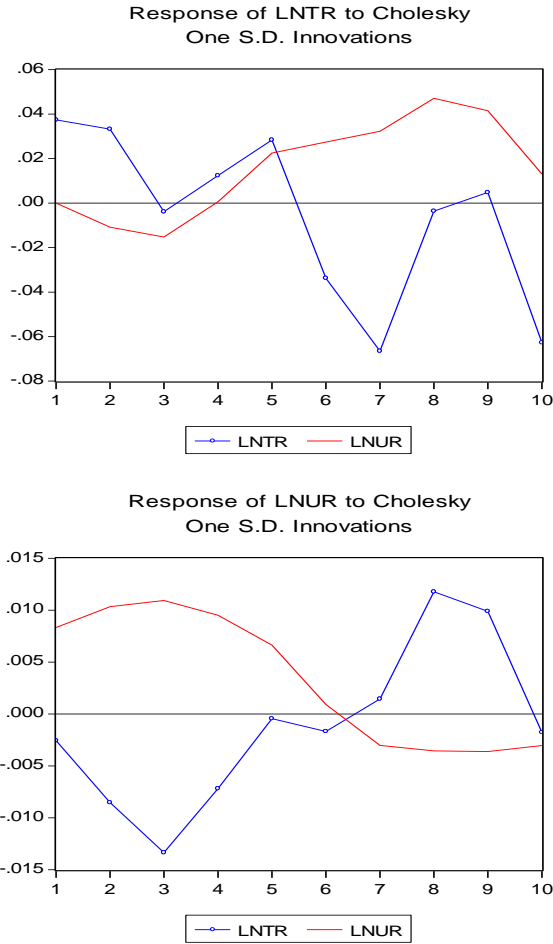 Response of LNTR to Cholesky
One S.D. Innovations
.06
.04
.02
.00
-.02
-.04
-.06
-.08
1 2 3 4 5 6 7 8 9 10
LNTR LNUR
Response of LNUR to Cholesky
One S.D. Innovations
.015
.010
.005
.000
-.005
-.010
-.015
1 2 3 4 5 6 7 8 9 10
LNTR LNUR